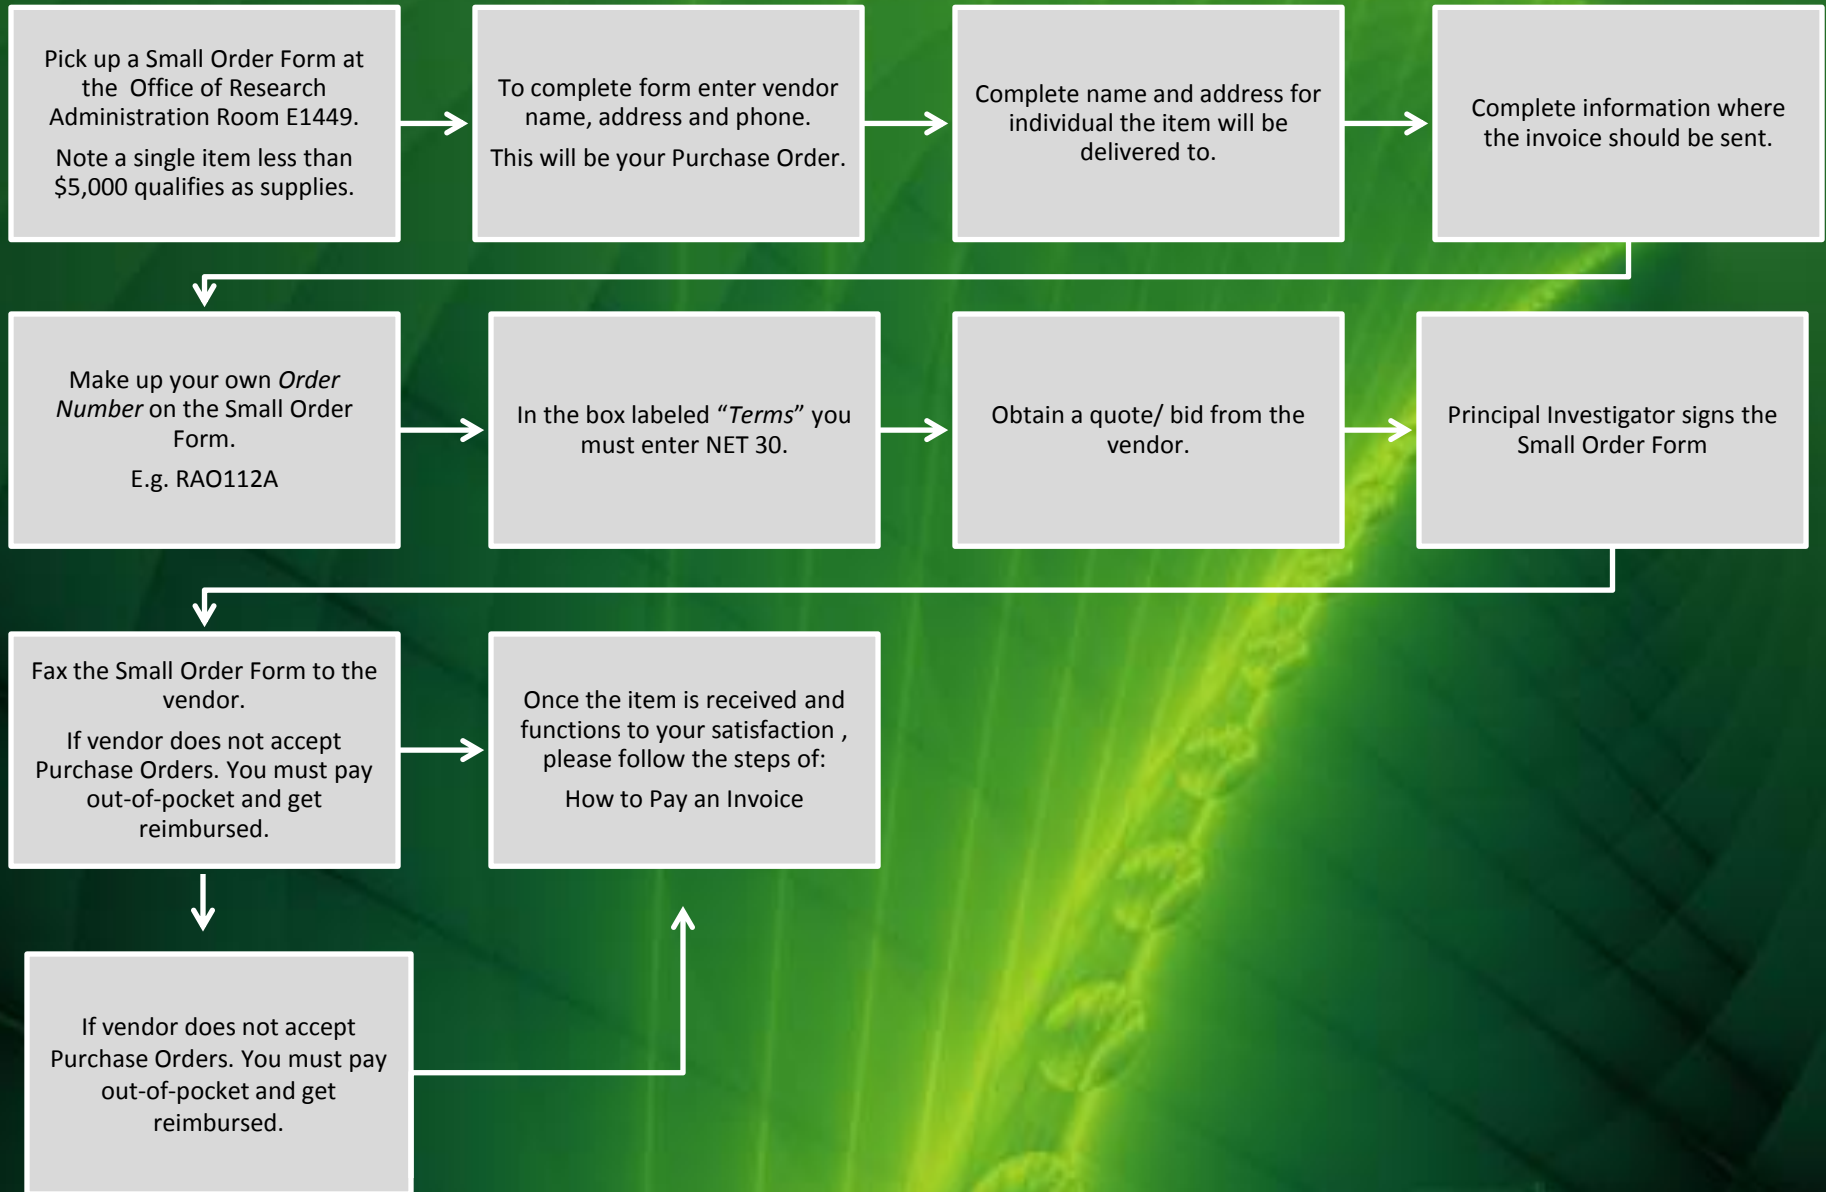 Pick up a Small Order Form at
the Office of Research
Administration Room E1449.
Note a single item less than
$5,000 qualifies as supplies.
To complete form enter vendor
name, address and phone.
This will be your Purchase Order.
Complete name and address for
individual the item will be
delivered to.
Complete information where
the invoice should be sent.
Make up your own Order
Number on the Small Order
Form.
E.g. RAO112A
In the box labeled “Terms” you
must enter NET 30.
Obtain a quote/ bid from the
vendor.
Principal Investigator signs the
Small Order Form
Fax the Small Order Form to the
vendor.
If vendor does not accept
Purchase Orders. You must pay
out-of-pocket and get
reimbursed.
Once the item is received and
functions to your satisfaction ,
please follow the steps of:
How to Pay an Invoice
If vendor does not accept
Purchase Orders. You must pay
out-of-pocket and get
reimbursed.